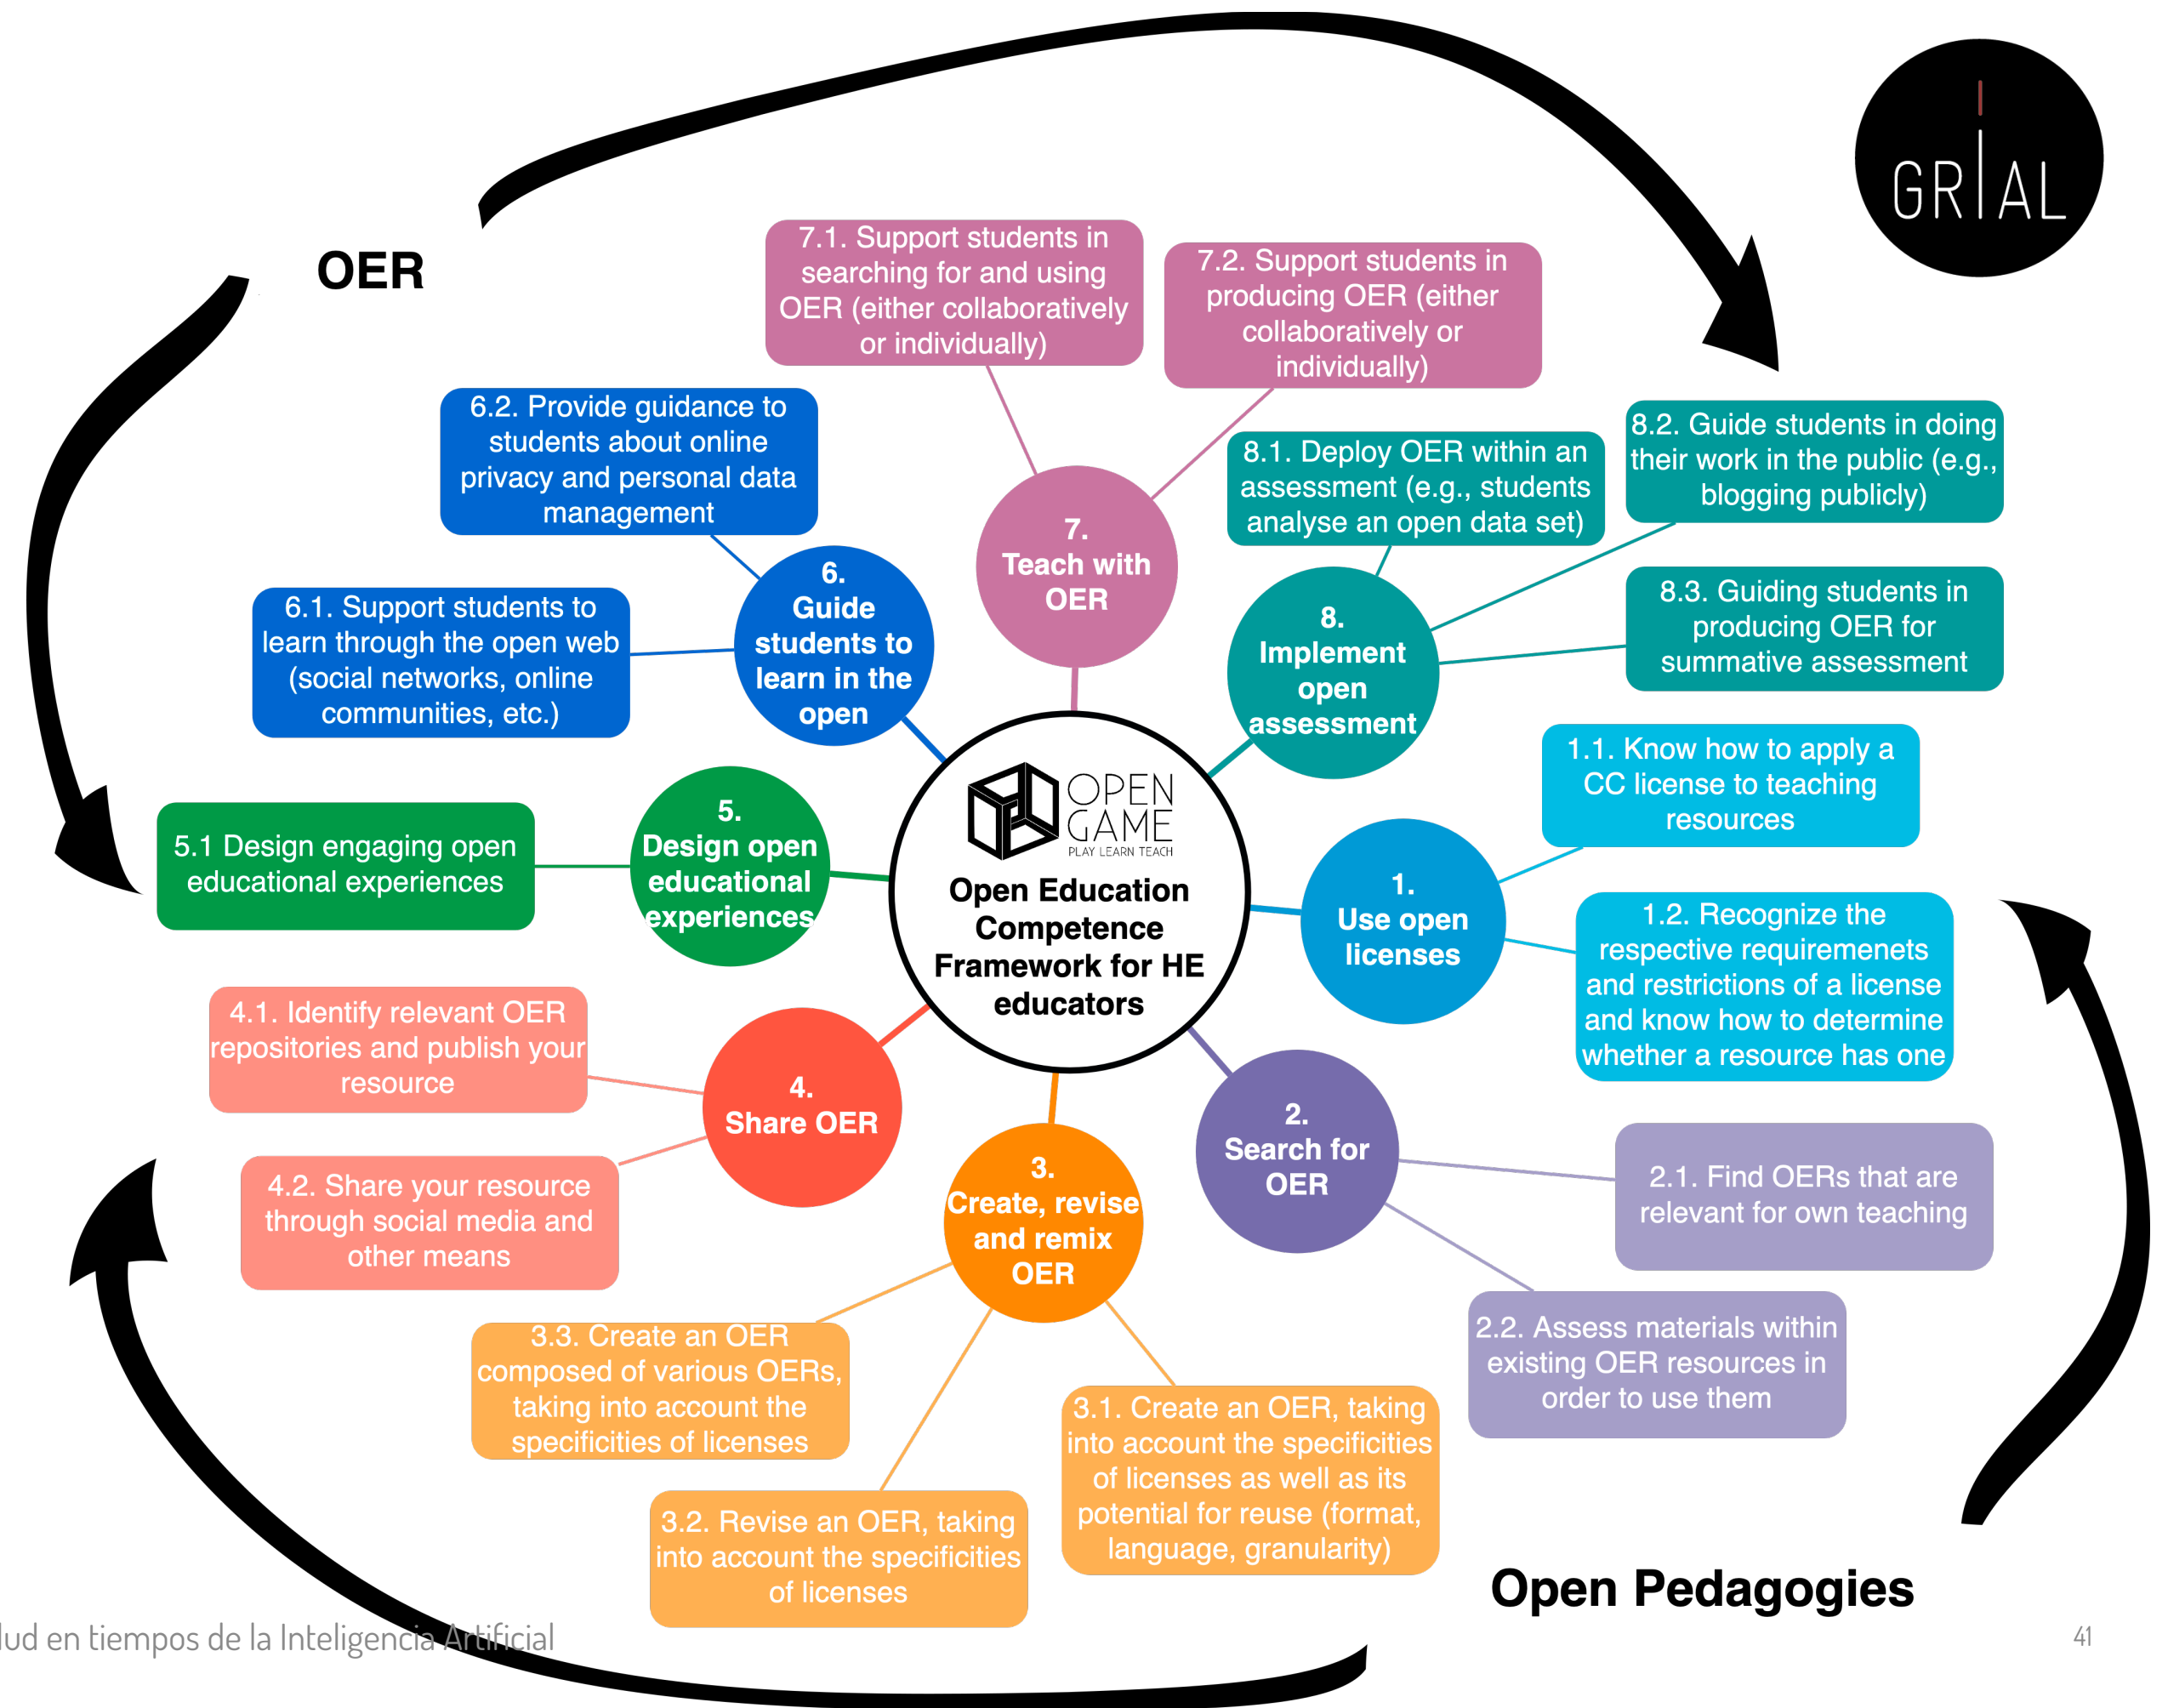 GRIAL
OER
7.1. Support students in
searching for and using
OER (either collaboratively
or individually)
7.2. Support students in
producing OER (either
collaboratively or
individually)
6.2. Provide guidance to
students about online
privacy and personal data
management
8.1. Deploy OER within an
assessment (e.g., students
analyse an open data set)
8.2. Guide students in doing
their work in the public (e.g.,
blogging publicly)
7.
Teach with
OER
6.
Guide
students to
learn in the
open
6.1. Support students to
learn through the open web
(social networks, online
communities, etc.)
8.
Implement
open
assessment
8.3. Guiding students in
producing OER for
summative assessment
5.1 Design engaging open
educational experiences
5.
Design open
educational
experiences
OPEN
GAME
PLAY LEARN TEACH
Open Education
Competence
Framework for HE
educators
1.
Use open
licenses
1.1. Know how to apply a
CC license to teaching
resources
1.2. Recognize the
respective requiremenets
and restrictions of a license
and know how to determine
whether a resource has one
4.1. Identify relevant OER
repositories and publish your
resource
4.
Share OER
4.2. Share your resource
through social media and
other means
3.
Create, revise
and remix
OER
2.
Search for
OER
2.1. Find OERs that are
relevant for own teaching
2.2. Assess materials within
existing OER resources in
order to use them
3.3. Create an OER
composed of various OERs,
taking into account the
specificities of licenses
3.2. Revise an OER, taking
into account the specificities
of licenses
3.1. Create an OER, taking
into account the specificities
of licenses as well as its
potential for reuse (format,
language, granularity)
Open Pedagogies
en tiempos de la Inteligencia Artificial
41